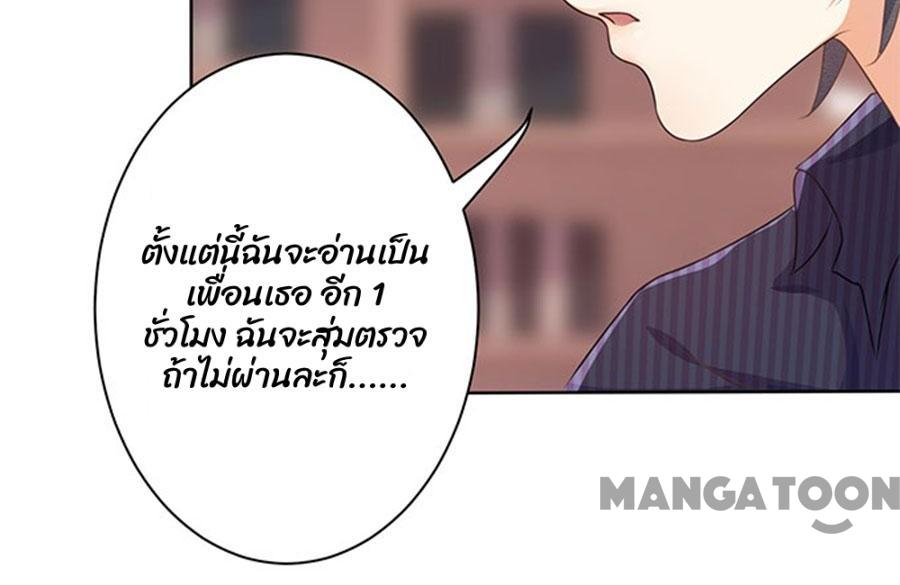 ตั้งแต่นี้ฉันจะอ่านเป็น
เพื่อนเธอ อีก 1
ชั่วโมง ฉันจะสุ่มตรวจ
ถ้าไม่ผ่านละก็......
MANGATOON